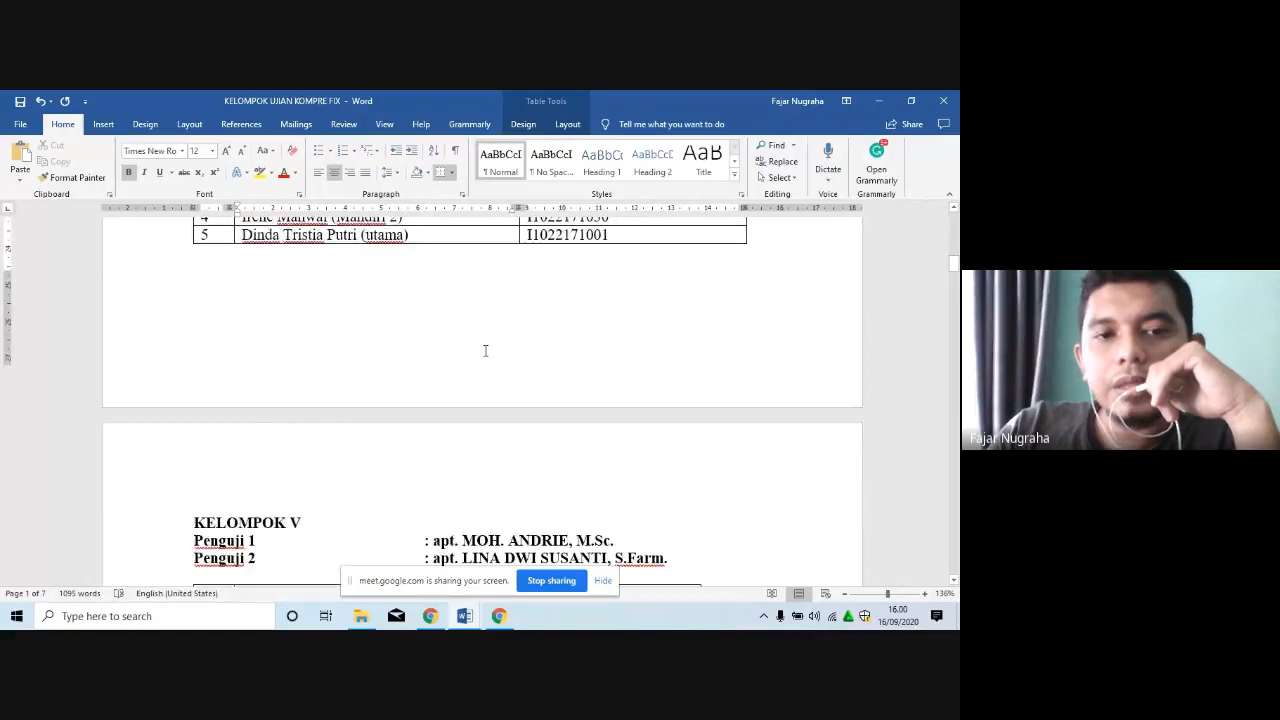 KELOMPOK UJIAN KOMPRE FIX - Word
Table Tools
Fajar Nugraha
File Home Insert Design Layout References Mailings Review View Help Grammarly Design Layout Tell me what you want to do Share
Paste
Cut
Copy
Format Painter
Clipboard
Times New Ro 12
Font
Paragraph
AaBbCcI AaBbCcI AaBbCc AaBbCcI AaB
¶ Normal ¶ No Spac... Heading 1 Heading 2 Title
Styles
Find
Replace
Select
Editing
Dictate
Voice
Open Grammarly
Grammarly
5 Dinda Tristia Putri (utama) I1022171001
KELOMPOK V
Penguji 1 : apt. MOH. ANDRIE, M.Sc.
Penguji 2 : apt. LINA DWI SUSANTI, S.Farm.
meet.google.com is sharing your screen. Stop sharing Hide
Page 1 of 7 1095 words English (United States) 136%
Type here to search
16.00
16/09/2020
Fajar Nugraha